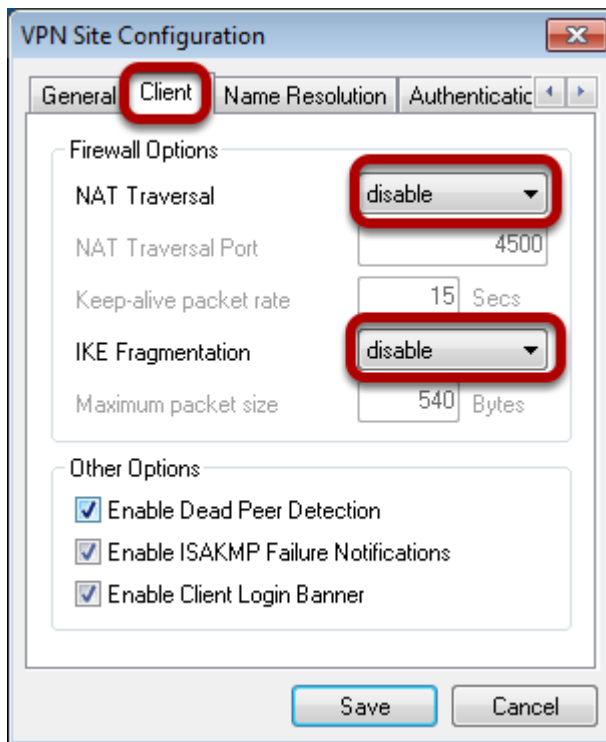 VPN Site Configuration
General Client Name Resolution Authenticatic
Firewall Options
NAT Traversal disable
NAT Traversal Port 4500
Keep-alive packet rate 15 Secs
IKE Fragmentation disable
Maximum packet size 540 Bytes
Other Options
Enable Dead Peer Detection
Enable ISAKMP Failure Notifications
Enable Client Login Banner
Save Cancel